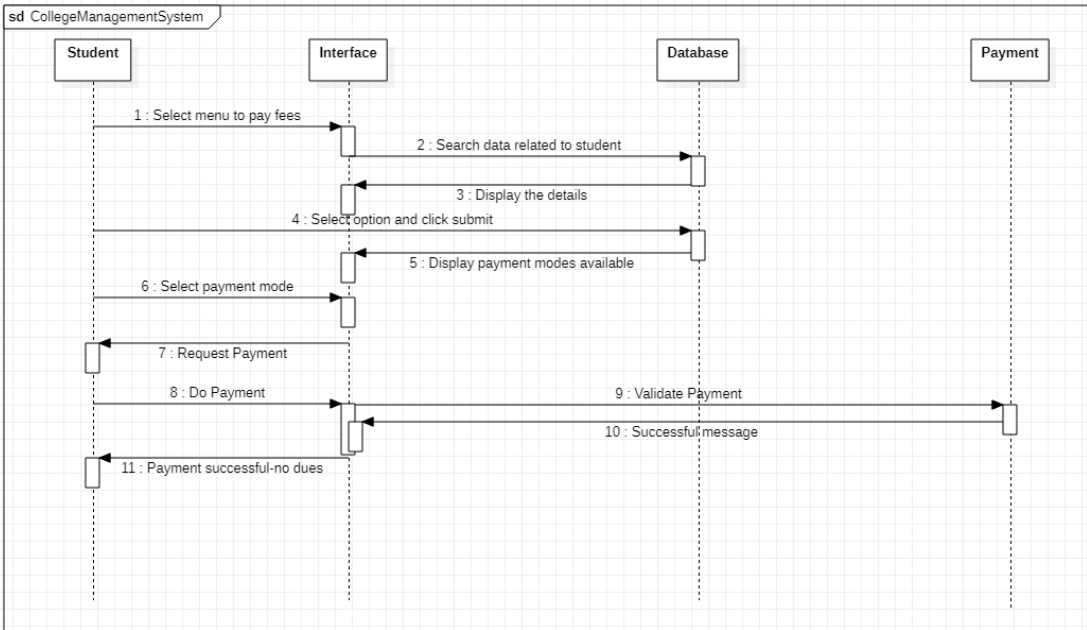 sd CollegeManagementSystem
Student
Interface
Database
Payment
1 : Select menu to pay fees
2 : Search data related to student
3 : Display the details
4 : Select option and click submit
5 : Display payment modes available
6 : Select payment mode
7 : Request Payment
8 : Do Payment
9 : Validate Payment
10 : Successful message
11 : Payment successful-no dues